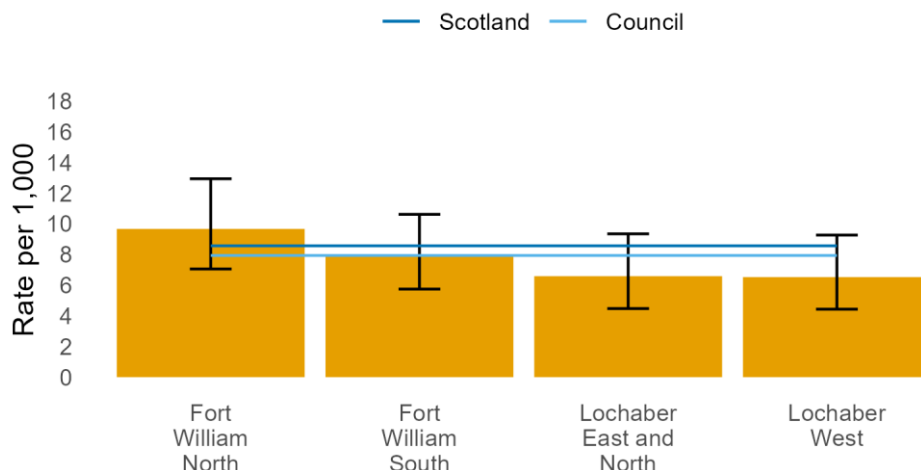 Scotland Council
18
16
14
12
10
8
6
4
2
0
Rate per 1,000
Fort
William
North
Fort
William
South
Lochaber
East and
North
Lochaber
West